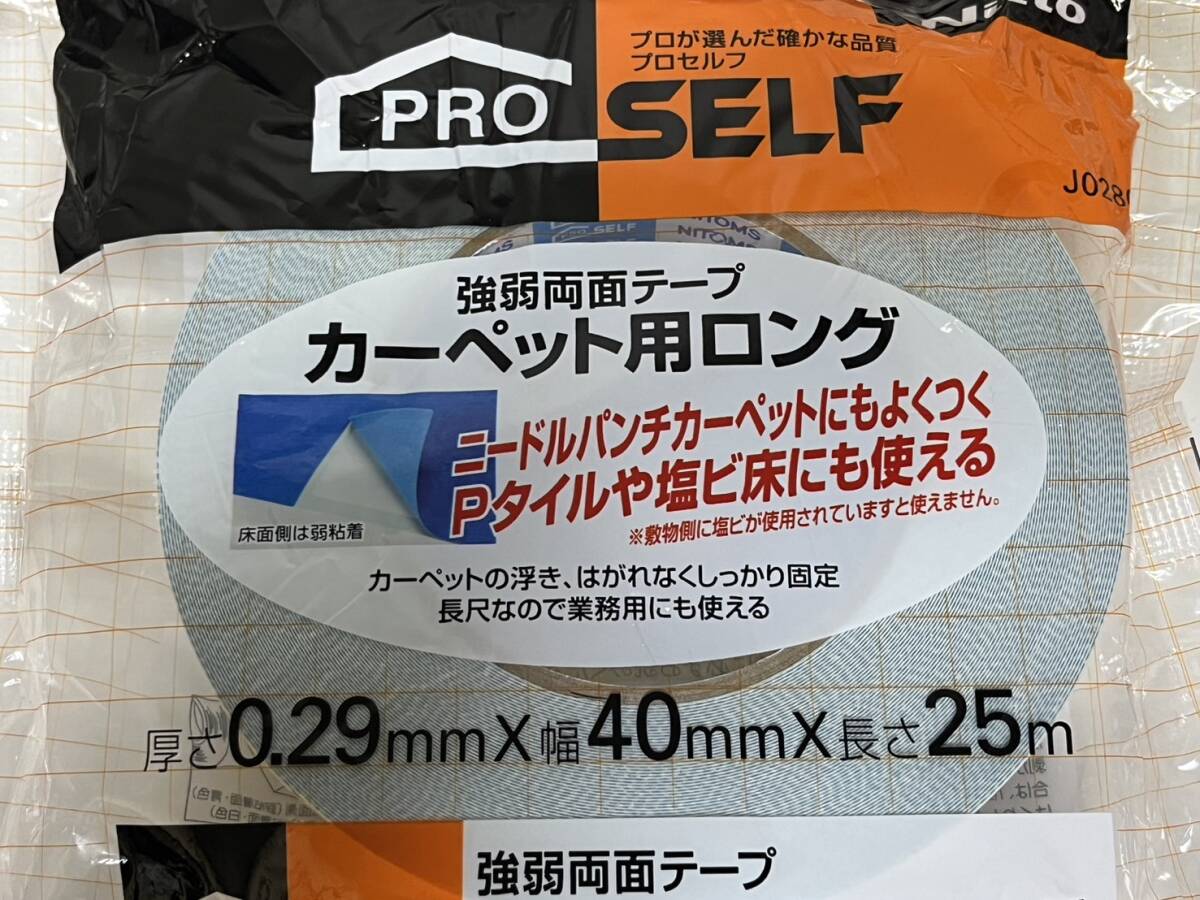 プロが選んだ確かな品質
プロセルフ
PRO SELF
PRO SELF
NITOMS
強弱両面テープ
カーペット用ロング
ニードルパンチカーペットにもよくつく
Pタイルや塩ビ床にも使える
※敷物側に塩ビが使用されていますと使えません。
床面側は弱粘着
カーペットの浮き、はがれなくしっかり固定
長尺なので業務用にも使える
厚さ0.29mm×幅40mm×長さ25m
強弱両面テープ